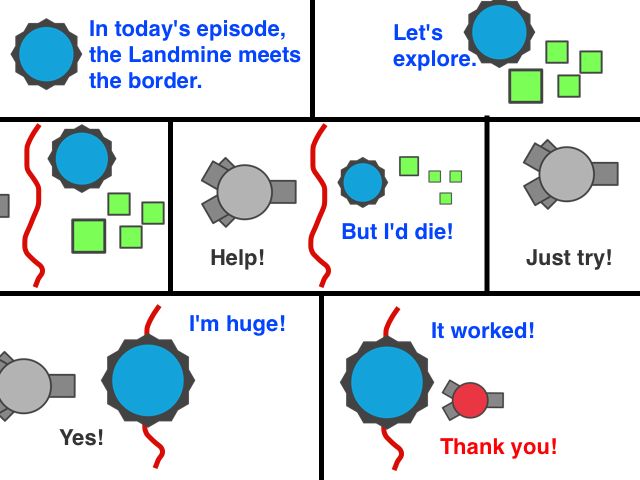 In today's episode,
the Landmine meets
the border.
Let's
explore.
Help!
But I'd die!
Just try!
I'm huge!
Yes!
It worked!
Thank you!